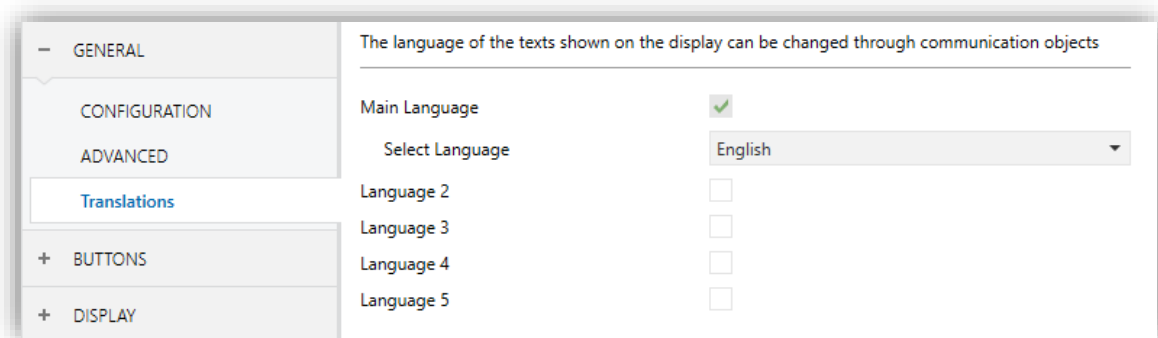 − GENERAL
CONFIGURATION
ADVANCED
Translations
+ BUTTONS
+ DISPLAY
The language of the texts shown on the display can be changed through communication objects
Main Language
Select Language English
Language 2
Language 3
Language 4
Language 5